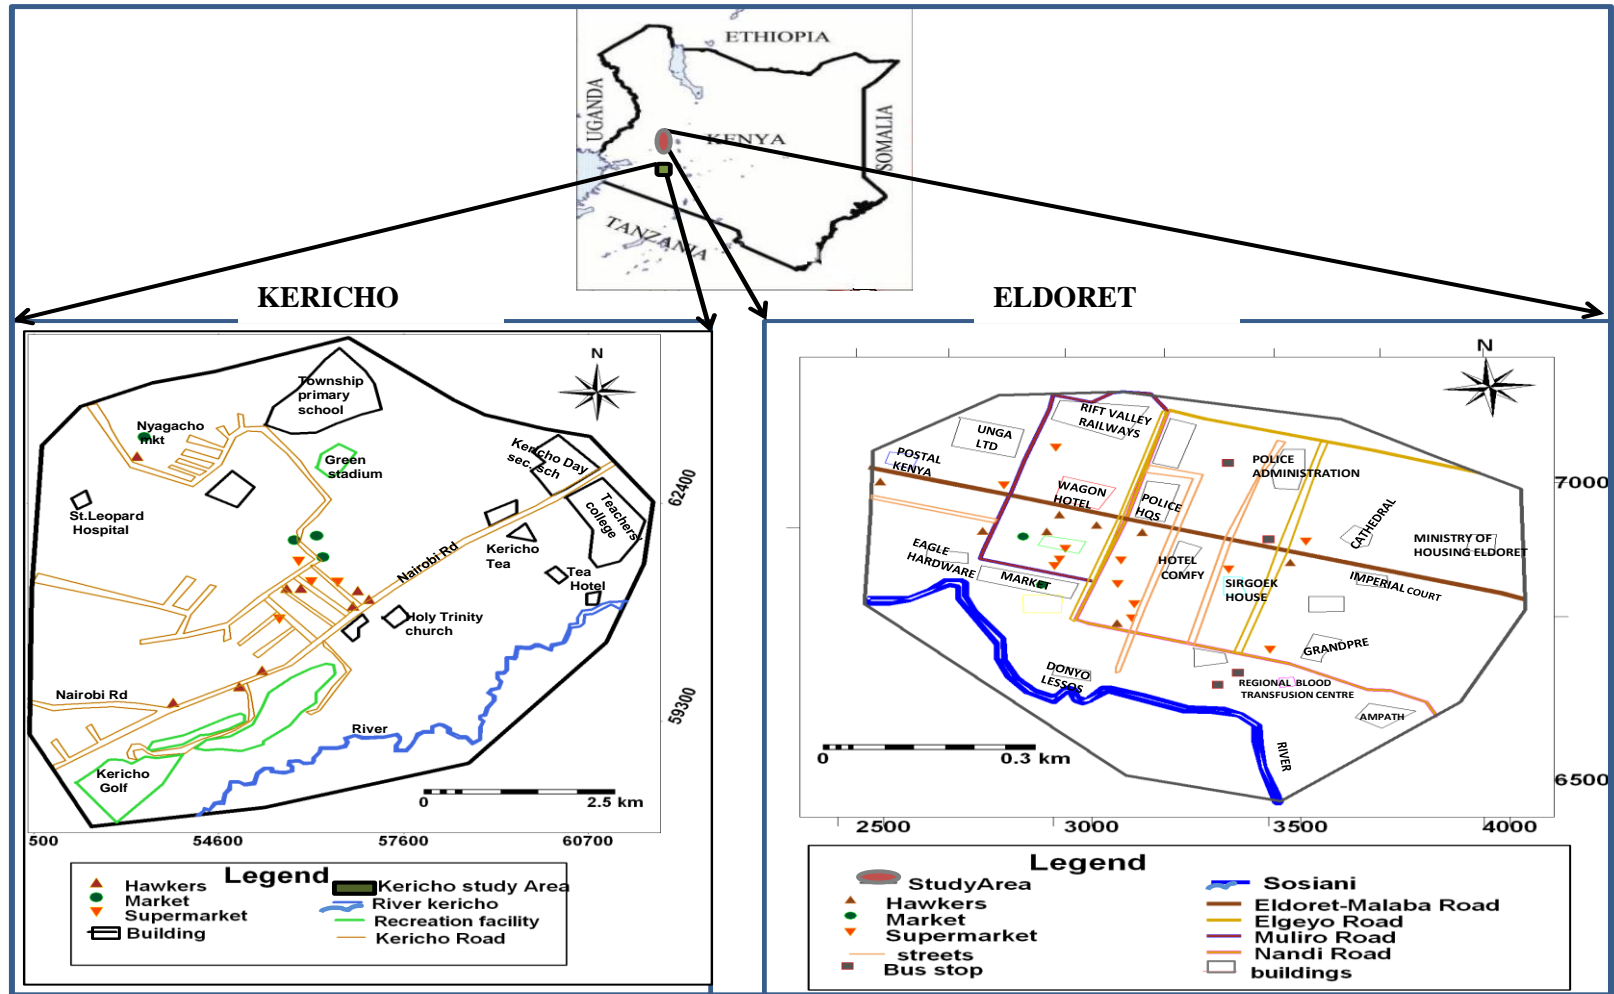 ETHIOPIA
UGANDA
KENYA
SOMALIA
TANZANIA
KERICHO
ELDORET
N
Township
primary
school
Nyagacho
mkt
Green
stadium
Kericho Day
sec. sch
St.Leopard
Hospital
Teachers
college
Kericho
Tea
Nairobi Rd
Tea
Hotel
Holy Trinity
church
Nairobi Rd
River
Kericho
Golf
0
2.5 km
62400
59300
500
54600
57600
60700
Legend
Hawkers
Market
Supermarket
Building
Kericho study Area
River kericho
Recreation facility
Kericho Road
N
RIFT VALLEY
RAILWAYS
UNGA
LTD
POSTAL
KENYA
POLICE
ADMINISTRATION
WAGON
HOTEL
POLICE
HQS
CATHEDRAL
MINISTRY OF
HOUSING ELDORET
EAGLE
HARDWARE
MARKET
HOTEL
COMFY
SIRGOEK
HOUSE
IMPERIAL COURT
GRANDPRE
DONYO
LESSOS
REGIONAL BLOOD
TRANSFUSION CENTRE
AMPATH
RIVER
0
0.3 km
7000
6500
2500
3000
3500
4000
Legend
StudyArea
Hawkers
Market
Supermarket
streets
Bus stop
Sosiani
Eldoret-Malaba Road
Elgeyo Road
Muliro Road
Nandi Road
buildings